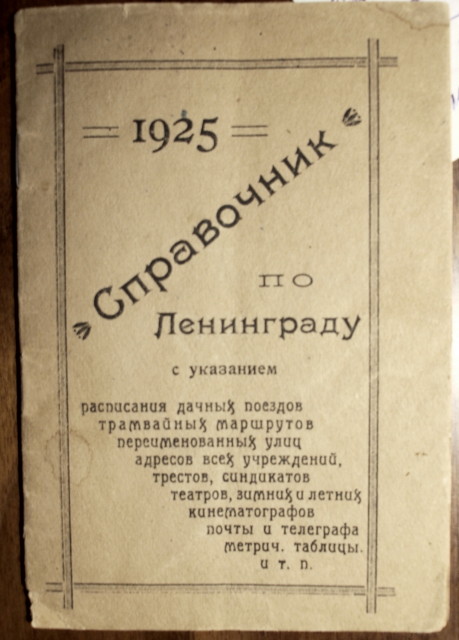 = 1925 =
Справочник
по
Ленинграду
с указанием
расписания дачных поездов
трамвайных маршрутов
переименованных улиц
адресов всех учреждений,
трестов, синдикатов
театров, зимних и летних
кинематографов
почты и телеграфа
метрич. таблицы.
и т. п.